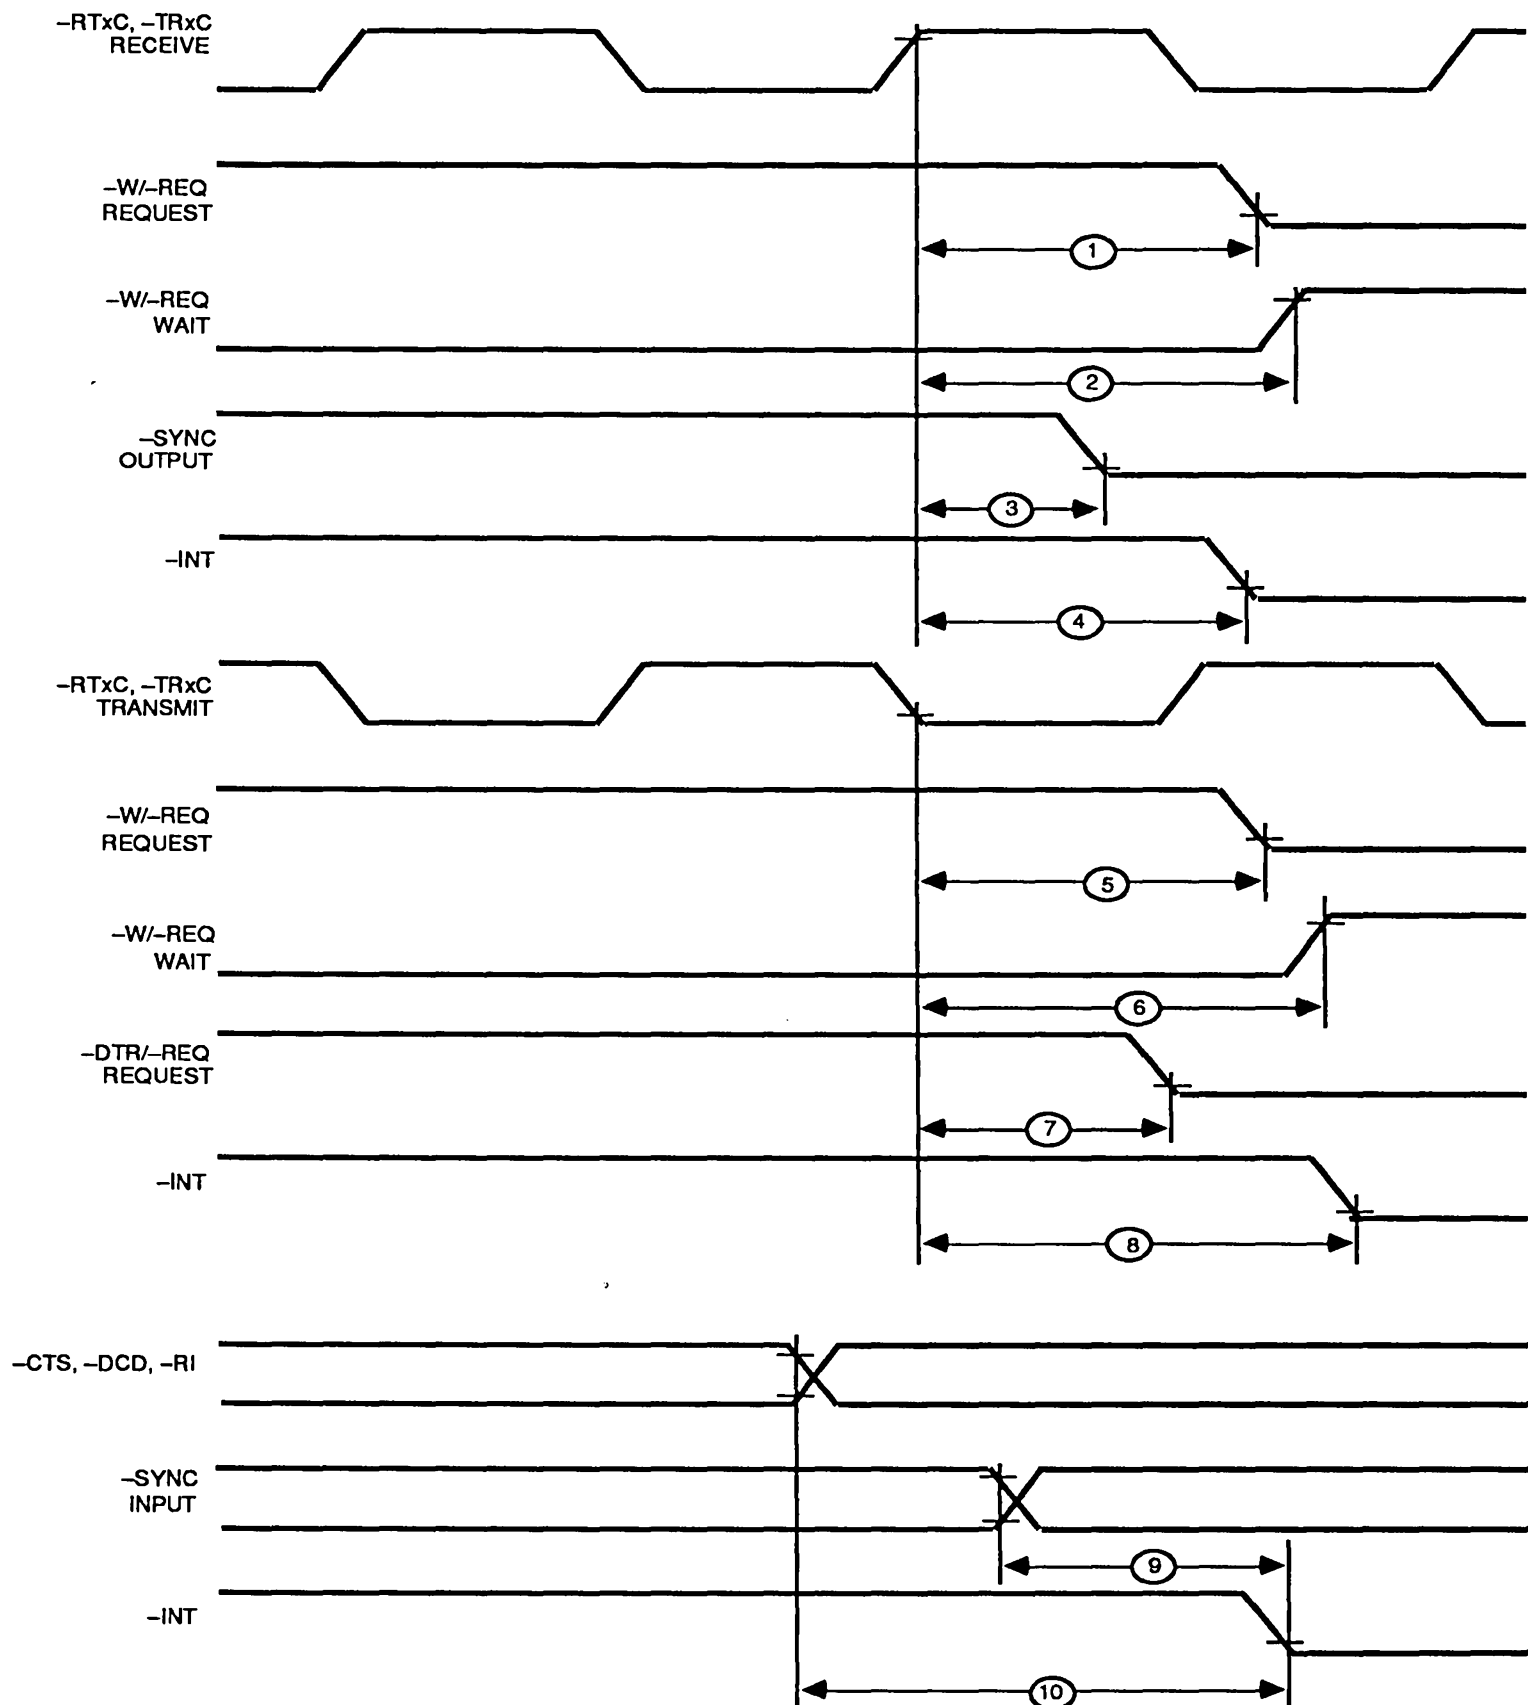 –RTxC, –TRxC
RECEIVE
–W/–REQ
REQUEST
1
–W/–REQ
WAIT
2
–SYNC
OUTPUT
3
–INT
4
–RTxC, –TRxC
TRANSMIT
–W/–REQ
REQUEST
5
–W/–REQ
WAIT
6
–DTR/–REQ
REQUEST
7
–INT
8
–CTS, –DCD, –RI
–SYNC
INPUT
9
–INT
10